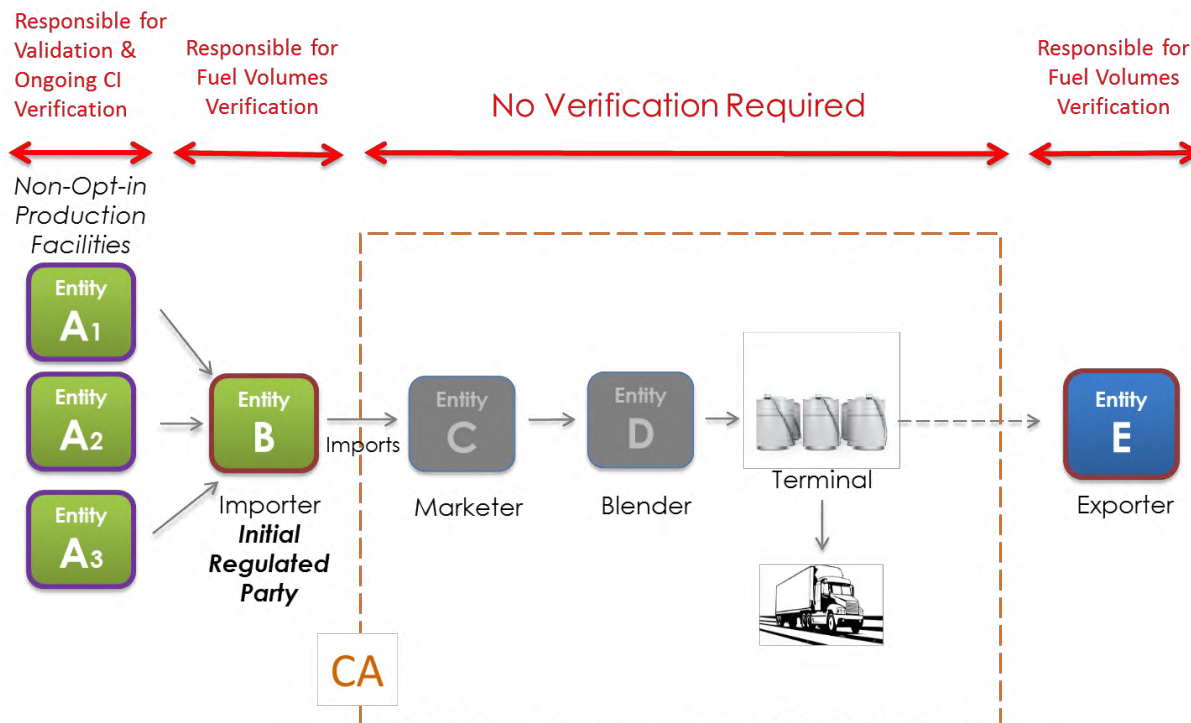 Responsible for
Validation &
Ongoing CI
Verification
Responsible for
Fuel Volumes
Verification
No Verification Required
Responsible for
Fuel Volumes
Verification
Non-Opt-in
Production
Facilities
Entity
A1
Entity
A2
Entity
A3
Entity
B
Importer
Initial
Regulated
Party
Imports
Entity
C
Marketer
Entity
D
Blender
Terminal
Entity
E
Exporter
CA